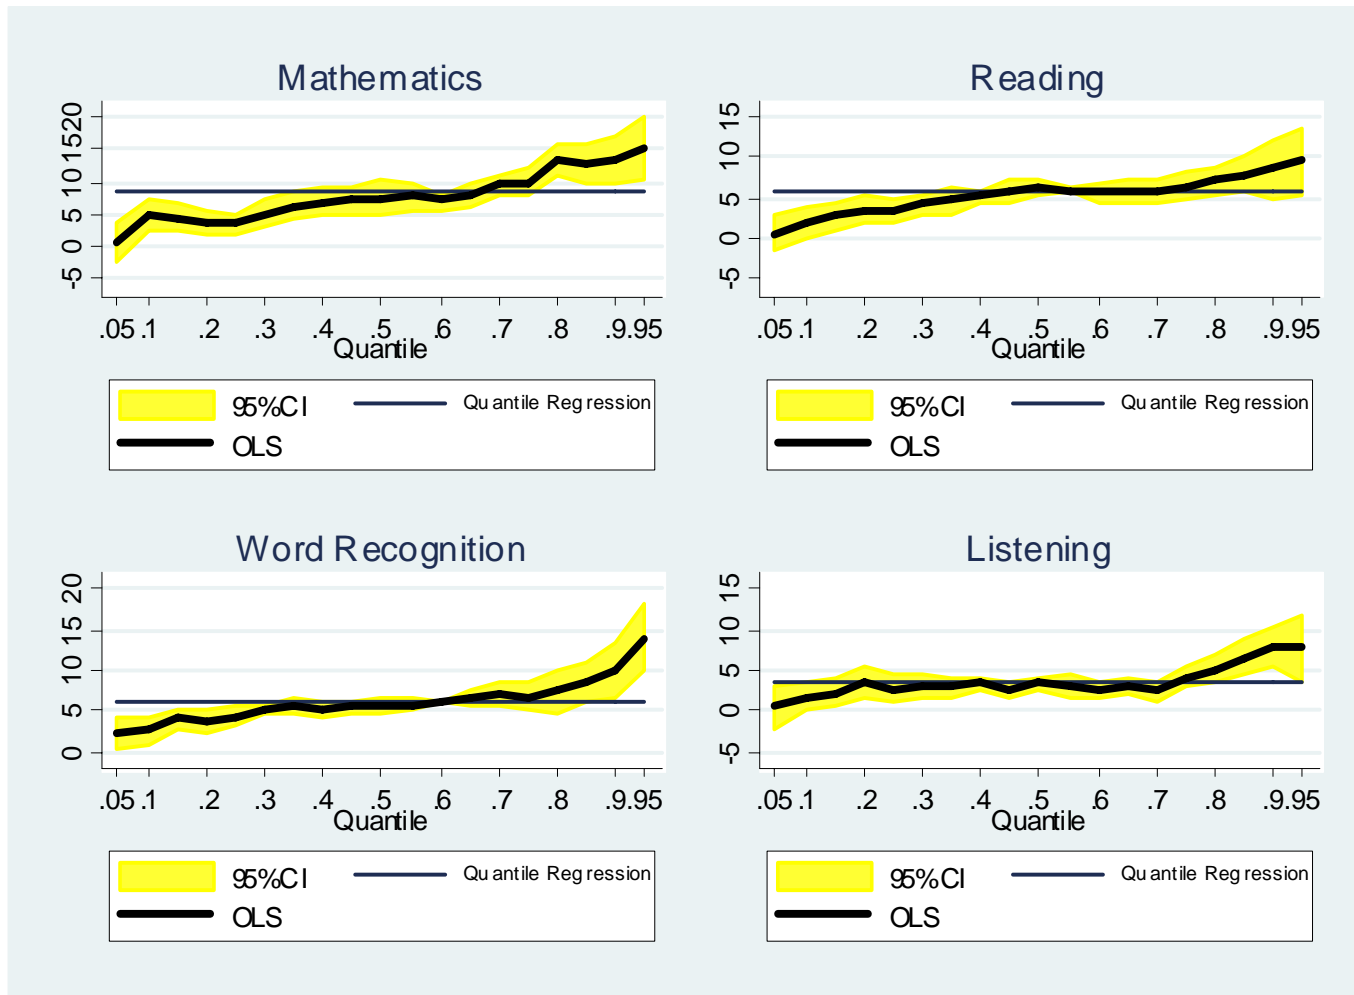 Mathematics
20
15
10
5
0
-5
.05 .1 .2 .3 .4 .5 .6 .7 .8 .9 .95
Quantile
95%CI Quantile Regression
OLS
Reading
15
10
5
0
-5
.05 .1 .2 .3 .4 .5 .6 .7 .8 .9 .95
Quantile
95%CI Quantile Regression
OLS
Word Recognition
20
15
10
5
0
.05 .1 .2 .3 .4 .5 .6 .7 .8 .9 .95
Quantile
95%CI Quantile Regression
OLS
Listening
15
10
5
0
-5
.05 .1 .2 .3 .4 .5 .6 .7 .8 .9 .95
Quantile
95%CI Quantile Regression
OLS